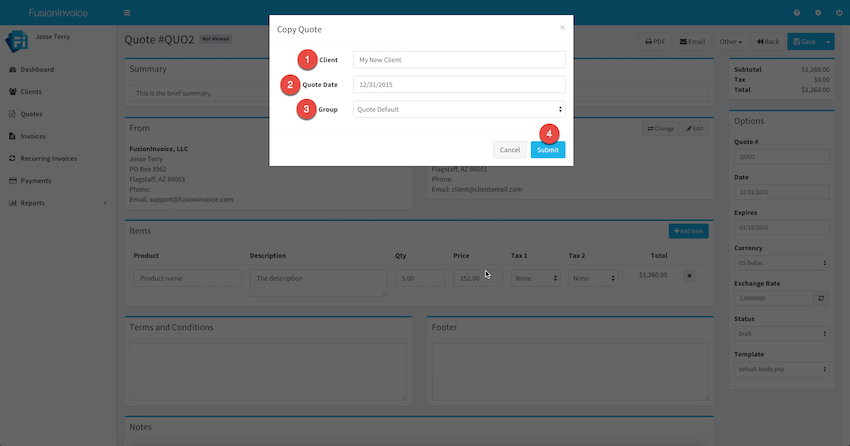 FusionInvoice
Jesse Terry
Dashboard
Clients
Quotes
Invoices
Recurring Invoices
Payments
Reports
Quote #QUO2
Not Viewed
PDF
Email
Other
Back
Save
Copy Quote
×
1
Client
My New Client
2
Quote Date
12/31/2015
3
Group
Quote Default
4
Cancel
Submit
Summary
This is the brief summary.
From
Change
Edit
FusionInvoice, LLC
Jesse Terry
PO Box 3962
Flagstaff, AZ 86003
Phone:
Email: support@fusioninvoice.com
Flagstaff, AZ 86001
Phone:
Email: client@clientemail.com
Items
Add Item
Product Description Qty Price Tax 1 Tax 2 Total
Product name The description 5.00 252.00 None None $1,260.00
Terms and Conditions
Footer
Notes
Subtotal $1,260.00
Tax $0.00
Total $1,260.00
Options
Quote #
QUO2
Date
12/31/2015
Expires
01/15/2016
Currency
US Dollar
Exchange Rate
1.0000000
Status
Draft
Template
default.blade.php